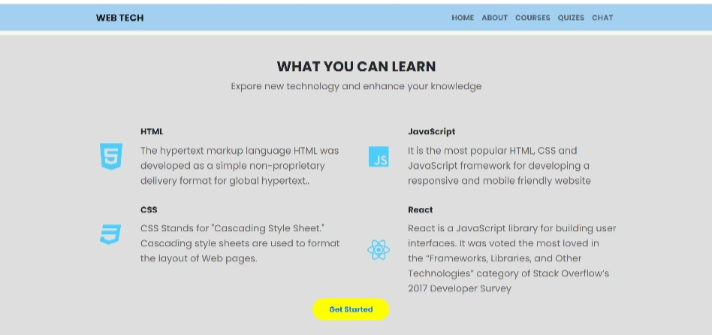 WEB TECH
HOME ABOUT COURSES QUIZES CHAT
WHAT YOU CAN LEARN
Expore new technology and enhance your knowledge
HTML
The hypertext markup language HTML was
developed as a simple non-proprietary
delivery format for global hypertext..
JavaScript
JS
It is the most popular HTML, CSS and
JavaScript framework for developing a
responsive and mobile friendly website
CSS
CSS Stands for "Cascading Style Sheet."
Cascading style sheets are used to format
the layout of Web pages.
React
React is a JavaScript library for building user
interfaces. It was voted the most loved in
the “Frameworks, Libraries, and Other
Technologies” category of Stack Overflow's
2017 Developer Survey
Get Started